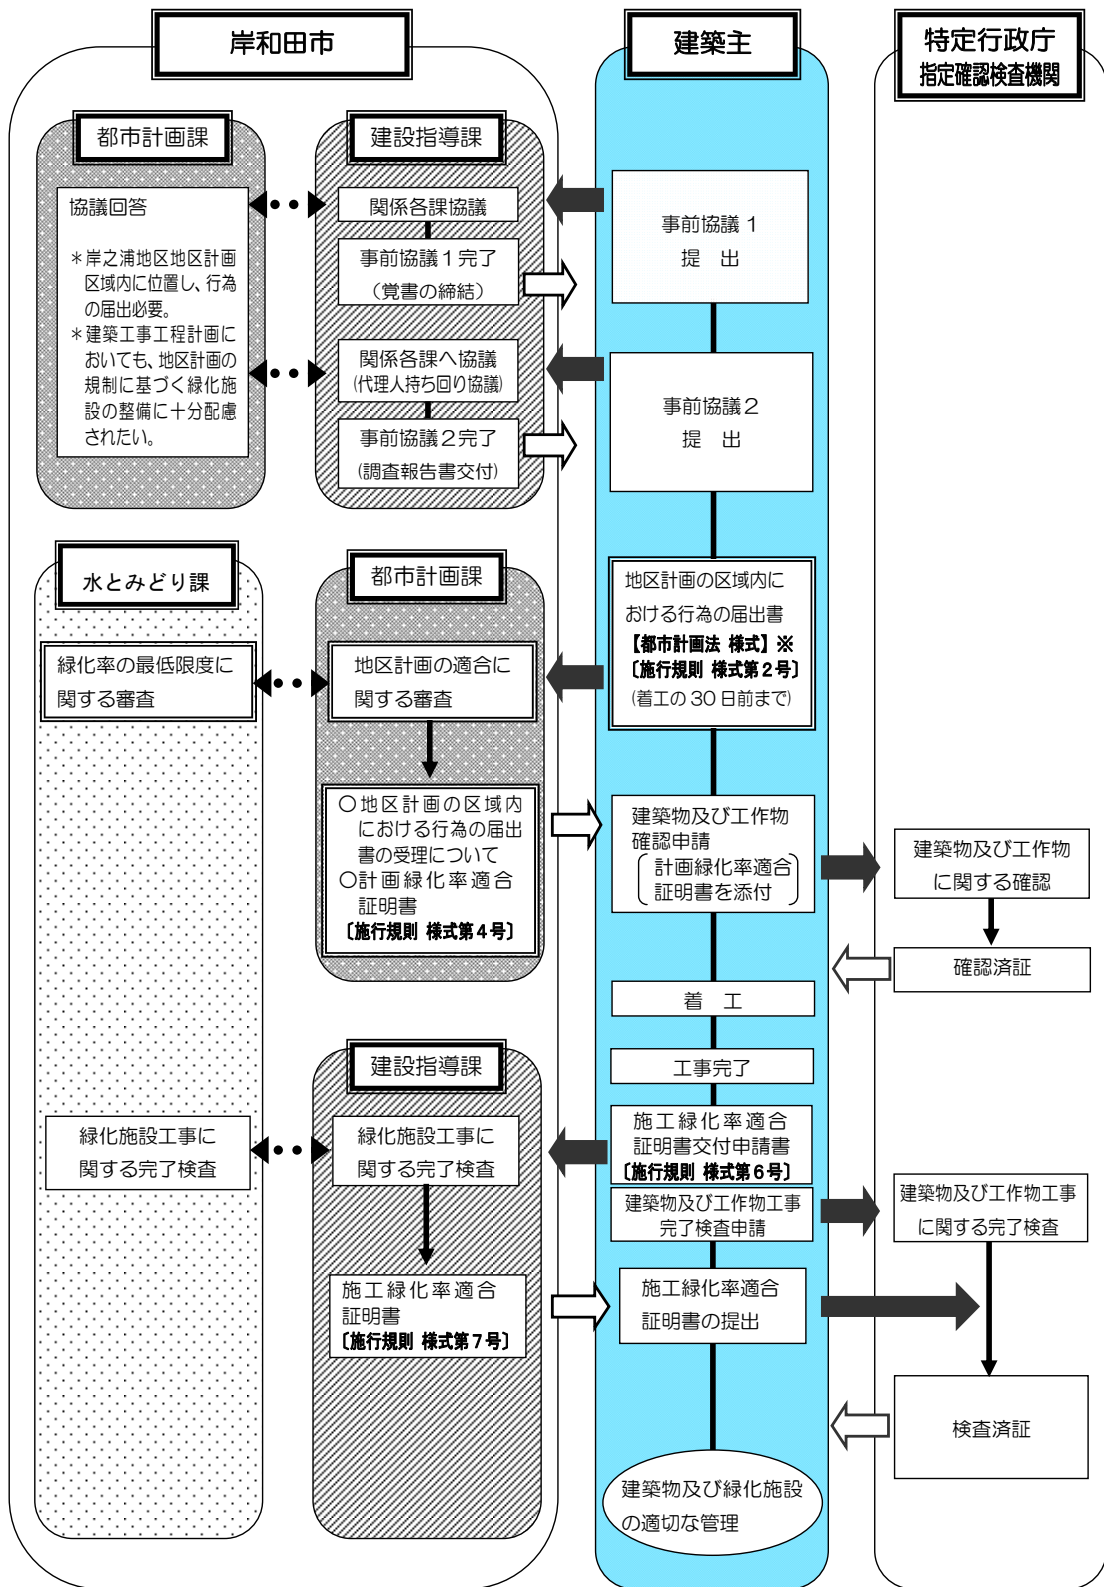 岸和田市
建築主
特定行政庁
指定確認検査機関
都市計画課
建設指導課
協議回答
＊岸之浦地区地区計画
区域内に位置し、行為
の届出必要。
＊建築工事工程計画に
おいても、地区計画の
規制に基づく緑化施
設の整備に十分配慮
されたい。
関係各課協議
事前協議１完了
（覚書の締結）
関係各課へ協議
(代理人持ち回り協議)
事前協議２完了
(調査報告書交付)
事前協議１
提　出
事前協議２
提　出
水とみどり課
都市計画課
緑化率の最低限度に
関する審査
地区計画の適合に
関する審査
地区計画の区域内に
おける行為の届出書
【都市計画法 様式】※
〔施行規則 様式第２号〕
(着工の 30 日前まで)
〇地区計画の区域内
における行為の届出
書の受理について
〇計画緑化率適合
証明書
〔施行規則 様式第４号〕
建築物及び工作物
確認申請
計画緑化率適合
証明書を添付
建築物及び工作物
に関する確認
確認済証
着　工
工事完了
建設指導課
緑化施設工事に
関する完了検査
緑化施設工事に
関する完了検査
施工緑化率適合
証明書交付申請書
〔施行規則 様式第６号〕
建築物及び工作物工事
完了検査申請
建築物及び工作物工事
に関する完了検査
施工緑化率適合
証明書
〔施行規則 様式第７号〕
施工緑化率適合
証明書の提出
検査済証
建築物及び緑化施設
の適切な管理